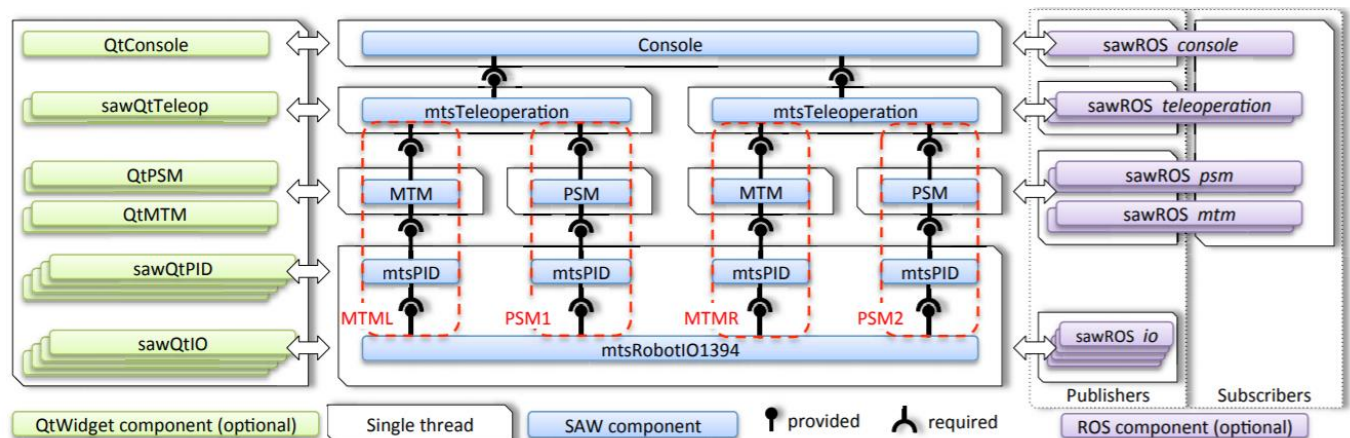 QtConsole
Console
sawROS console
sawQtTeleop
mtsTeleoperation
mtsTeleoperation
sawROS teleoperation
QtPSM
MTM
PSM
MTM
PSM
sawROS psm
QtMTM
sawROS mtm
sawQtPID
mtsPID
mtsPID
mtsPID
mtsPID
MTML
PSM1
MTMR
PSM2
sawQtIO
mtsRobotIO1394
sawROS io
Publishers
Subscribers
QtWidget component (optional)
Single thread
SAW component
provided
required
ROS component (optional)